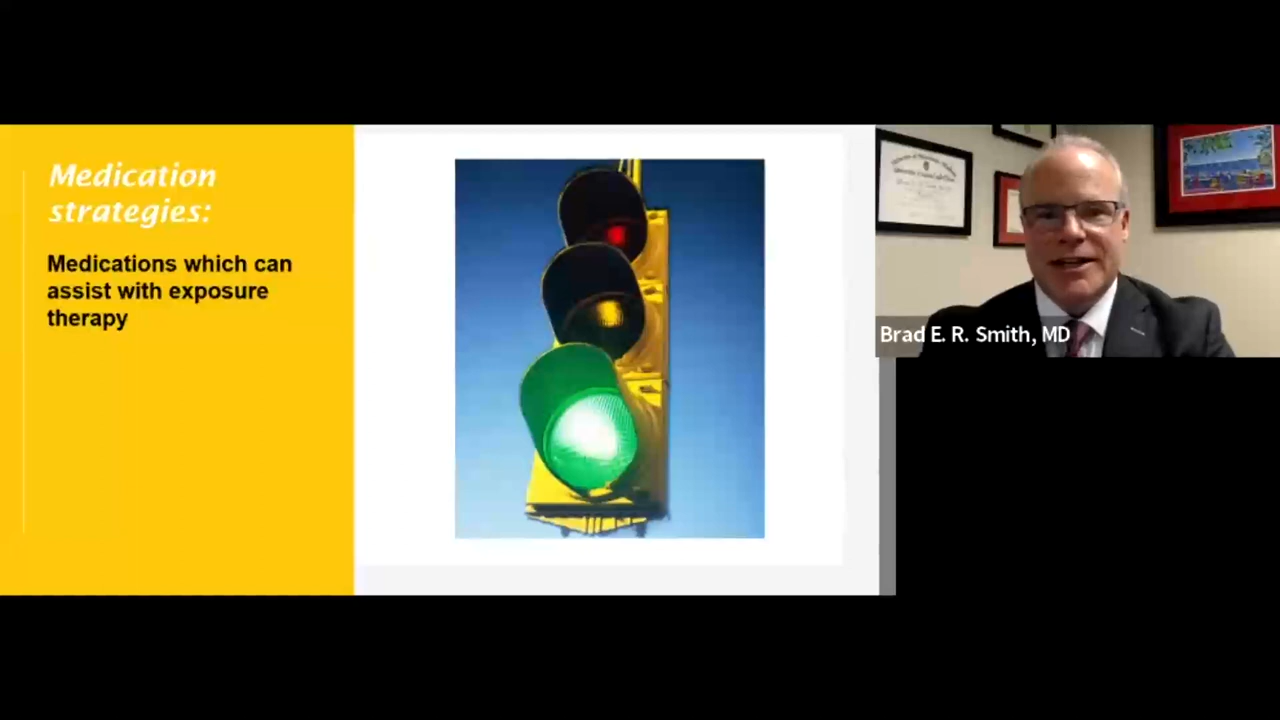 Medication
strategies:
Medications which can
assist with exposure
therapy
Brad E. R. Smith, MD